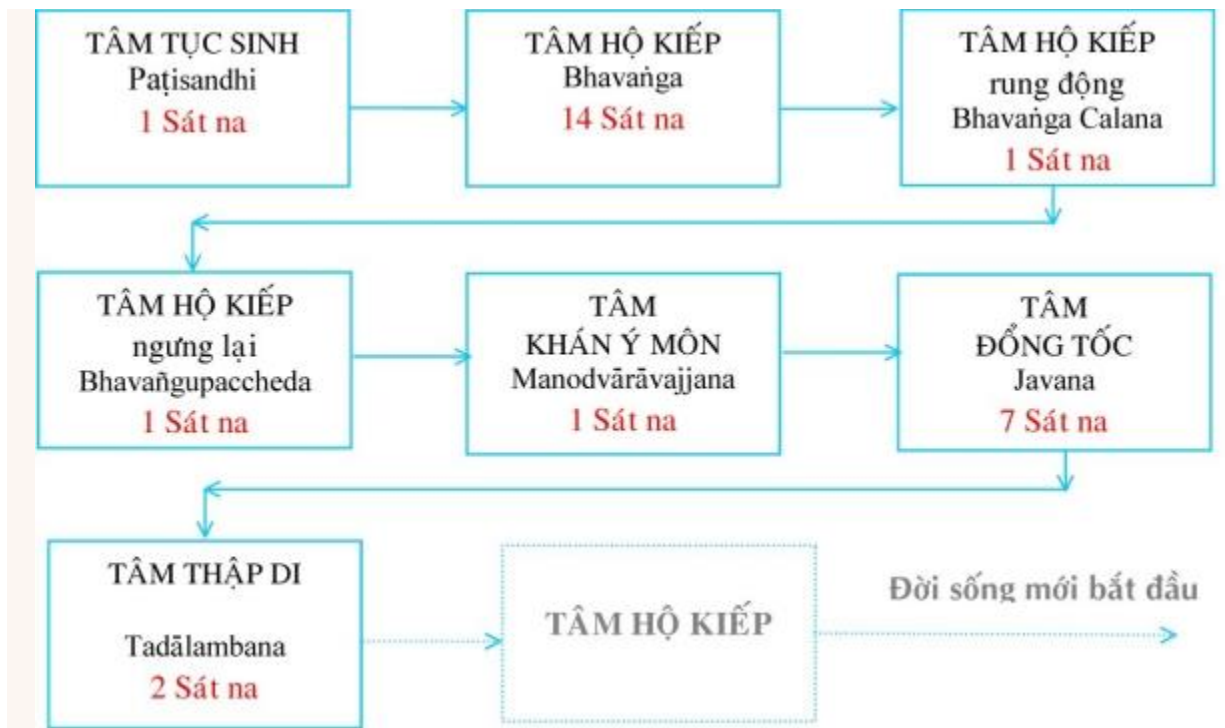 TÂM TỤC SINH
Paṭisandhi
1 Sát na
TÂM HỘ KIẾP
Bhavaṅga
14 Sát na
TÂM HỘ KIẾP
rung động
Bhavaṅga Calana
1 Sát na
TÂM HỘ KIẾP
ngưng lại
Bhavañgupaccheda
1 Sát na
TÂM
KHÁN Ý MÔN
Manodvārāvajjana
1 Sát na
TÂM
ĐỔNG TỐC
Javana
7 Sát na
TÂM THẬP DI
Tadālambana
2 Sát na
TÂM HỘ KIẾP
Đời sống mới bắt đầu